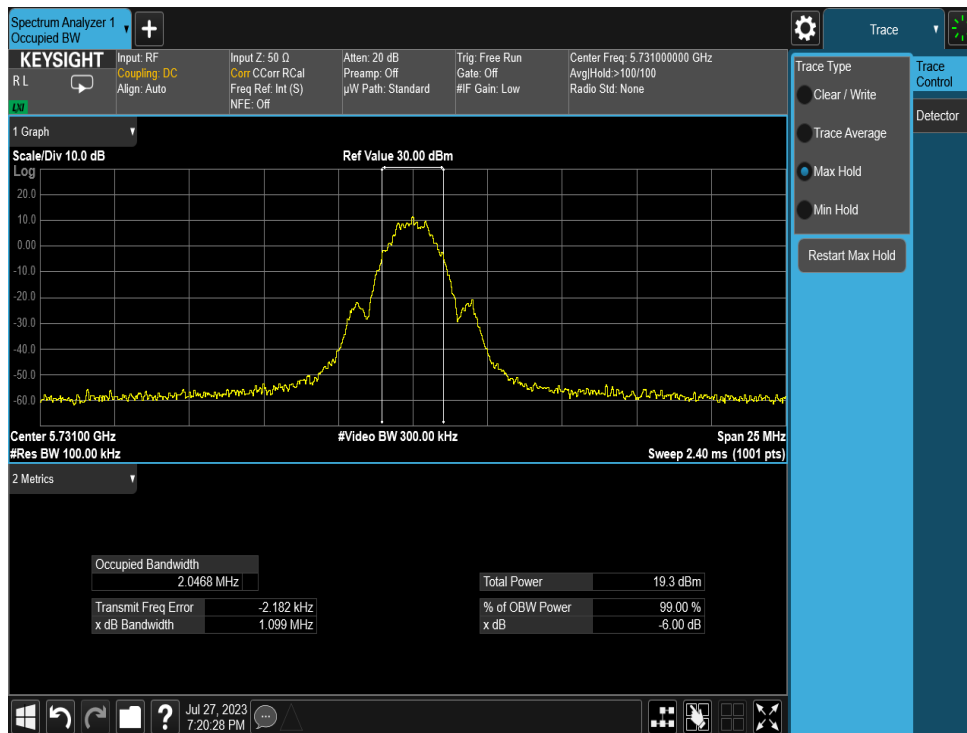 Spectrum Analyzer 1
Occupied BW
+
Trace
KEYSIGHT
R L
LNI
Input: RF
Coupling: DC
Align: Auto
Input Z: 50 Ω
Corr CCorr RCal
Freq Ref: Int (S)
NFE: Off
Atten: 20 dB
Preamp: Off
µW Path: Standard
Trig: Free Run
Gate: Off
#IF Gain: Low
Center Freq: 5.731000000 GHz
Avg|Hold:>100/100
Radio Std: None
Trace Type
Clear / Write
Trace Average
Max Hold
Min Hold
Restart Max Hold
Trace
Control
Detector
1 Graph
Scale/Div 10.0 dB
Ref Value 30.00 dBm
Log
20.0
10.0
0.00
-10.0
-20.0
-30.0
-40.0
-50.0
-60.0
Center 5.73100 GHz
#Video BW 300.00 kHz
Span 25 MHz
#Res BW 100.00 kHz
Sweep 2.40 ms (1001 pts)
2 Metrics
Occupied Bandwidth
2.0468 MHz
Total Power 19.3 dBm
Transmit Freq Error -2.182 kHz
% of OBW Power 99.00 %
x dB Bandwidth 1.099 MHz
x dB -6.00 dB
?
Jul 27, 2023
7:20:28 PM